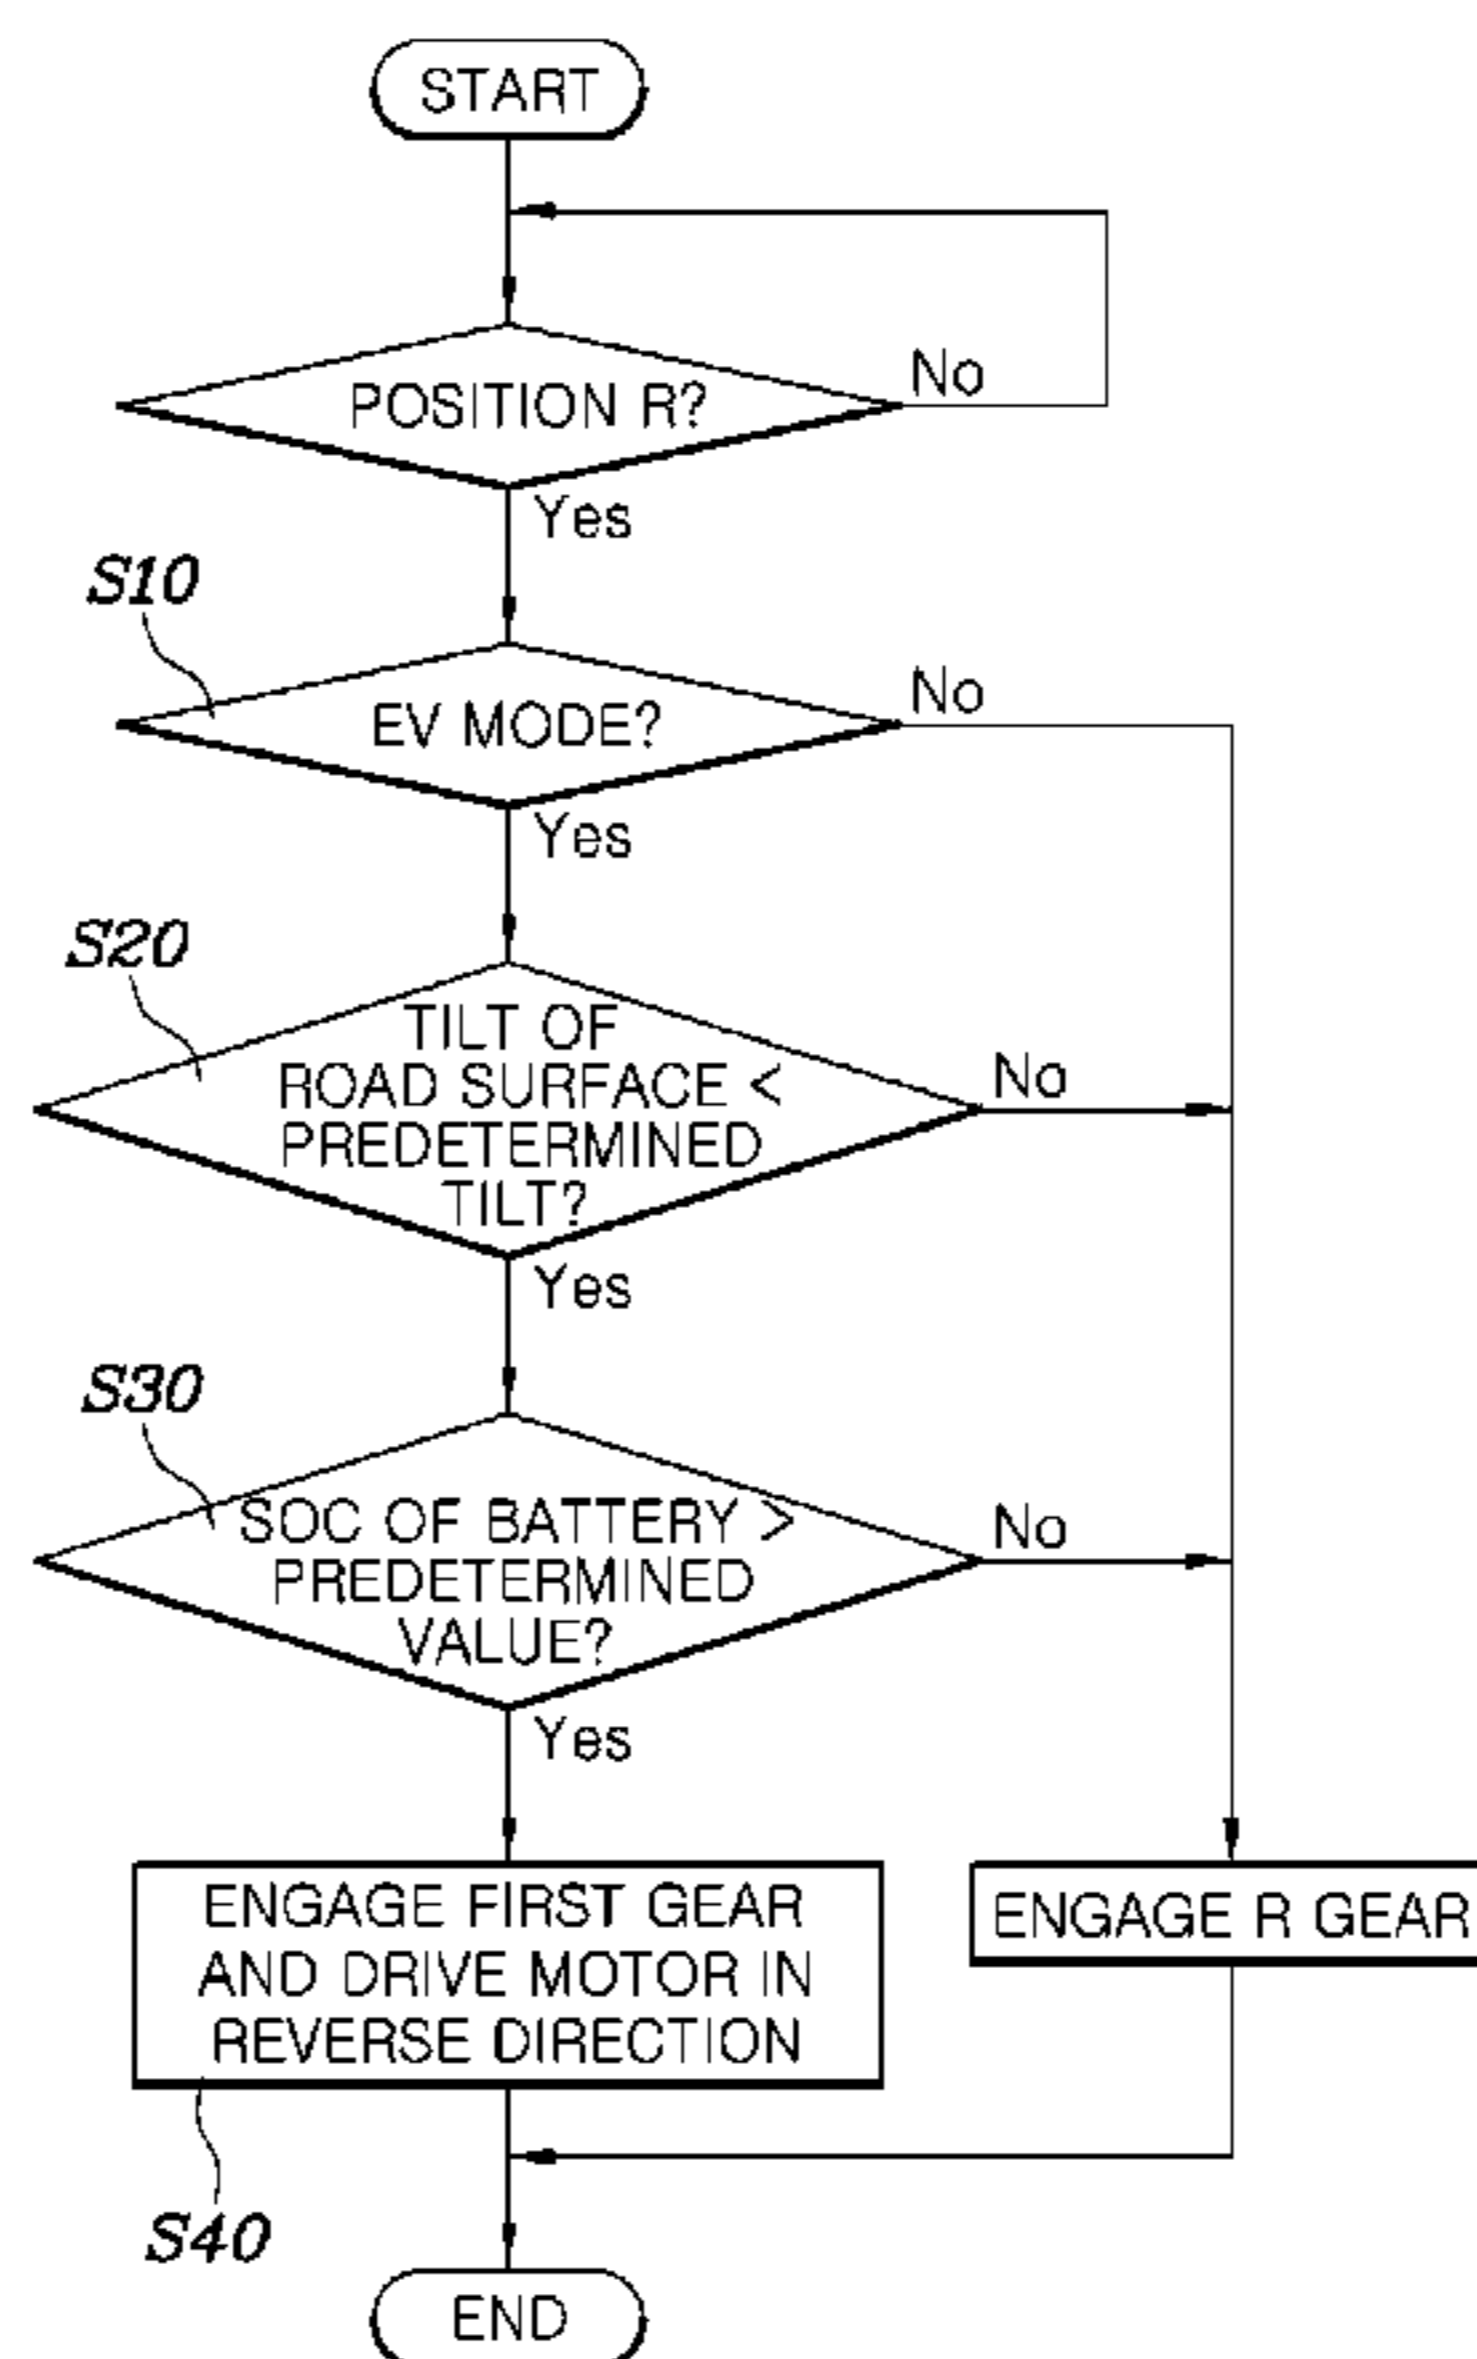 START
POSITION R?
No
Yes
S10
EV MODE?
No
Yes
S20
TILT OF
ROAD SURFACE <
PREDETERMINED
TILT?
No
Yes
S30
SOC OF BATTERY >
PREDETERMINED
VALUE?
No
Yes
ENGAGE FIRST GEAR
AND DRIVE MOTOR IN
REVERSE DIRECTION
ENGAGE R GEAR
S40
END